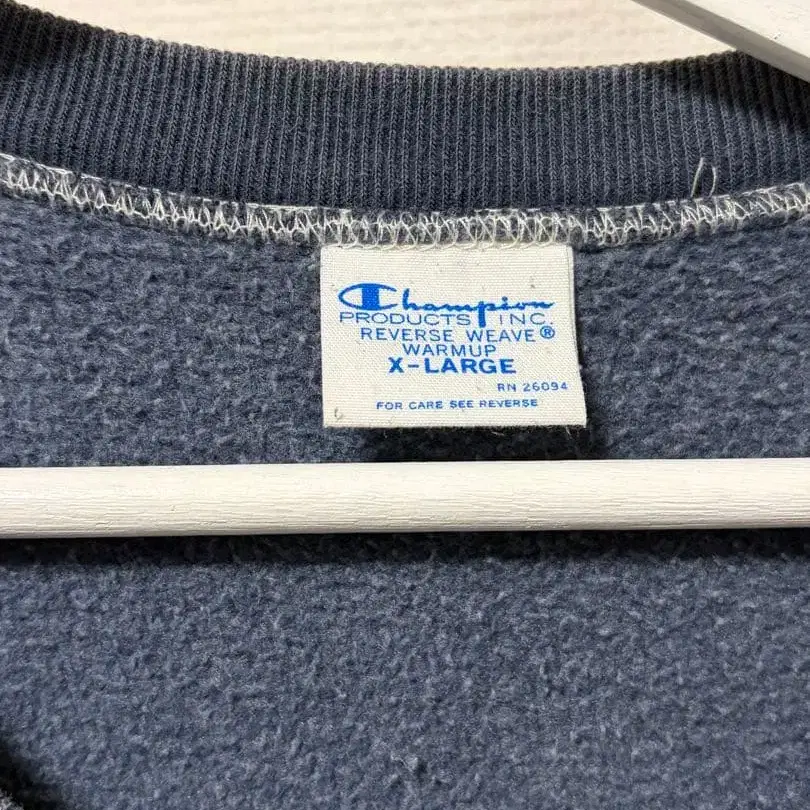 Champion
PRODUCTS INC.
REVERSE WEAVE®
WARMUP
X-LARGE
RN 26094
FOR CARE SEE REVERSE